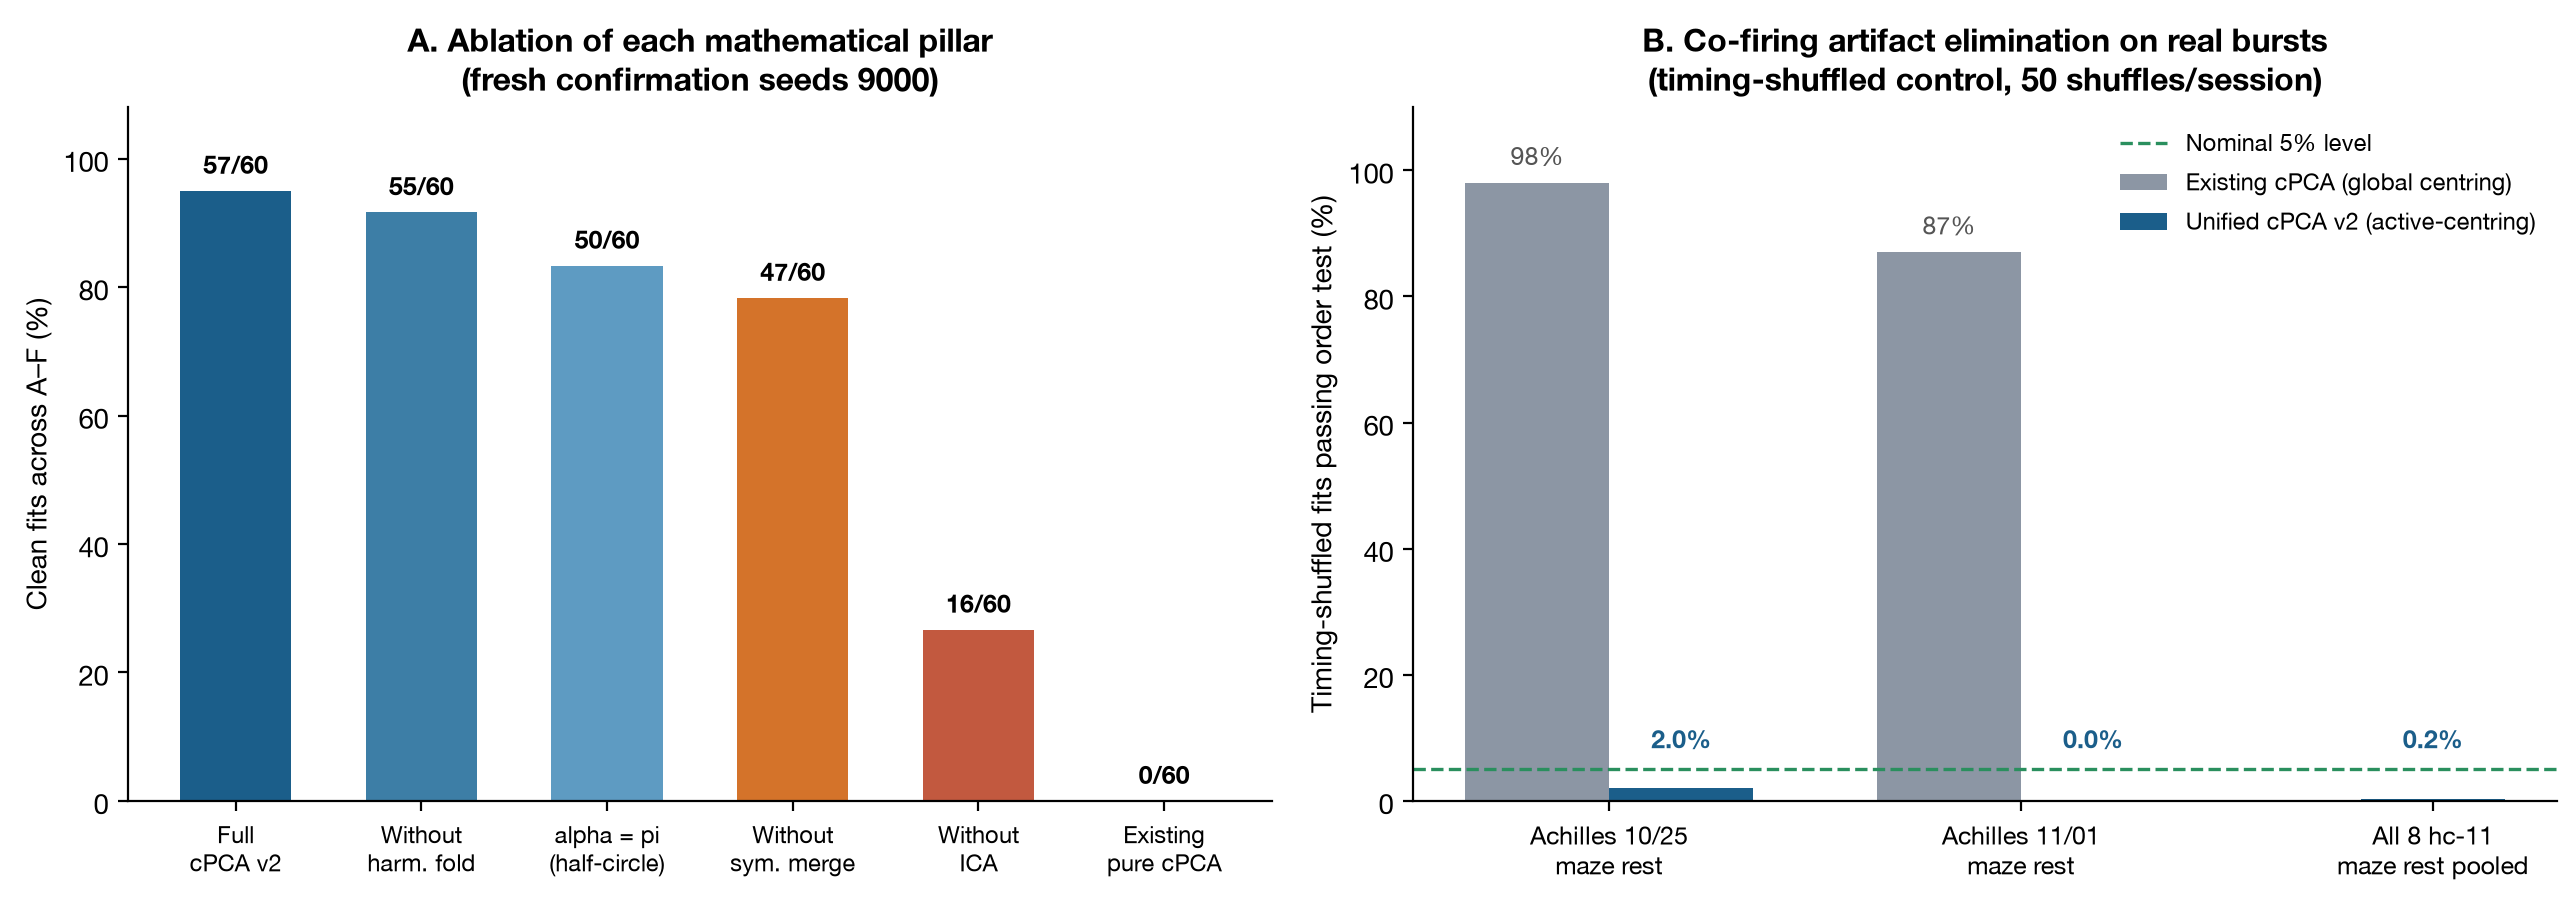 A. Ablation of each mathematical pillar
(fresh confirmation seeds 9000)
Clean fits across A–F (%)
100
80
60
40
20
0
57/60
55/60
50/60
47/60
16/60
0/60
Full
cPCA v2
Without
harm. fold
alpha = pi
(half-circle)
Without
sym. merge
Without
ICA
Existing
pure cPCA
B. Co-firing artifact elimination on real bursts
(timing-shuffled control, 50 shuffles/session)
Timing-shuffled fits passing order test (%)
100
80
60
40
20
0
Nominal 5% level
Existing cPCA (global centring)
Unified cPCA v2 (active-centring)
98%
87%
2.0%
0.0%
0.2%
Achilles 10/25
maze rest
Achilles 11/01
maze rest
All 8 hc-11
maze rest pooled